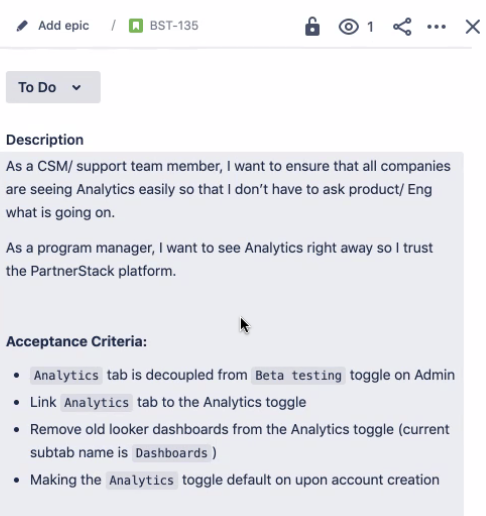 Add epic / BST-135 1
To Do
Description
As a CSM/ support team member, I want to ensure that all companies
are seeing Analytics easily so that I don’t have to ask product/ Eng
what is going on.
As a program manager, I want to see Analytics right away so I trust
the PartnerStack platform.
Acceptance Criteria:
• Analytics tab is decoupled from Beta testing toggle on Admin
• Link Analytics tab to the Analytics toggle
• Remove old looker dashboards from the Analytics toggle (current
subtab name is Dashboards )
• Making the Analytics toggle default on upon account creation